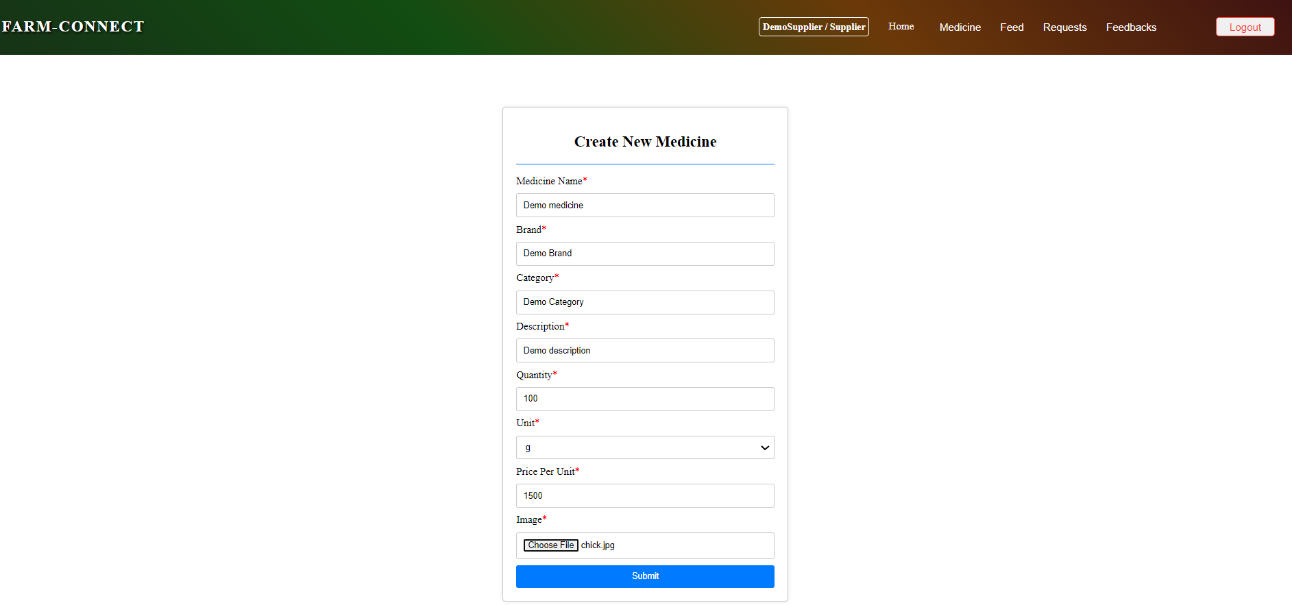 FARM-CONNECT
DemoSupplier / Supplier Home Medicine Feed Requests Feedbacks Logout
Create New Medicine
Medicine Name*
Demo medicine
Brand*
Demo Brand
Category*
Demo Category
Description*
Demo description
Quantity*
100
Unit*
g
Price Per Unit*
1500
Image*
Choose File chick.jpg
Submit